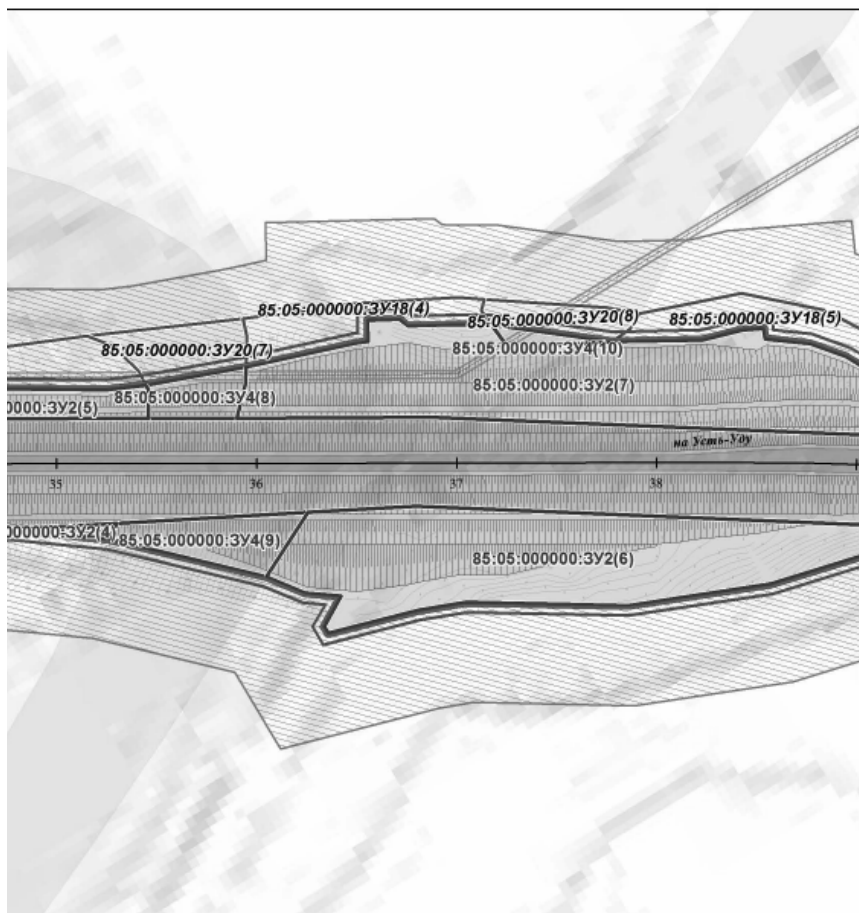 85:05:000000:ЗУ18(4)
85:05:000000:ЗУ20(8)
85:05:000000:ЗУ18(5)
85:05:000000:ЗУ20(7)
85:05:000000:ЗУ4(10)
85:05:000000:ЗУ2(7)
85:05:000000:ЗУ4(8)
00000:ЗУ2(5)
на Усть-Уду
35 36 37 38
000000:ЗУ2(4)
85:05:000000:ЗУ4(9)
85:05:000000:ЗУ2(6)